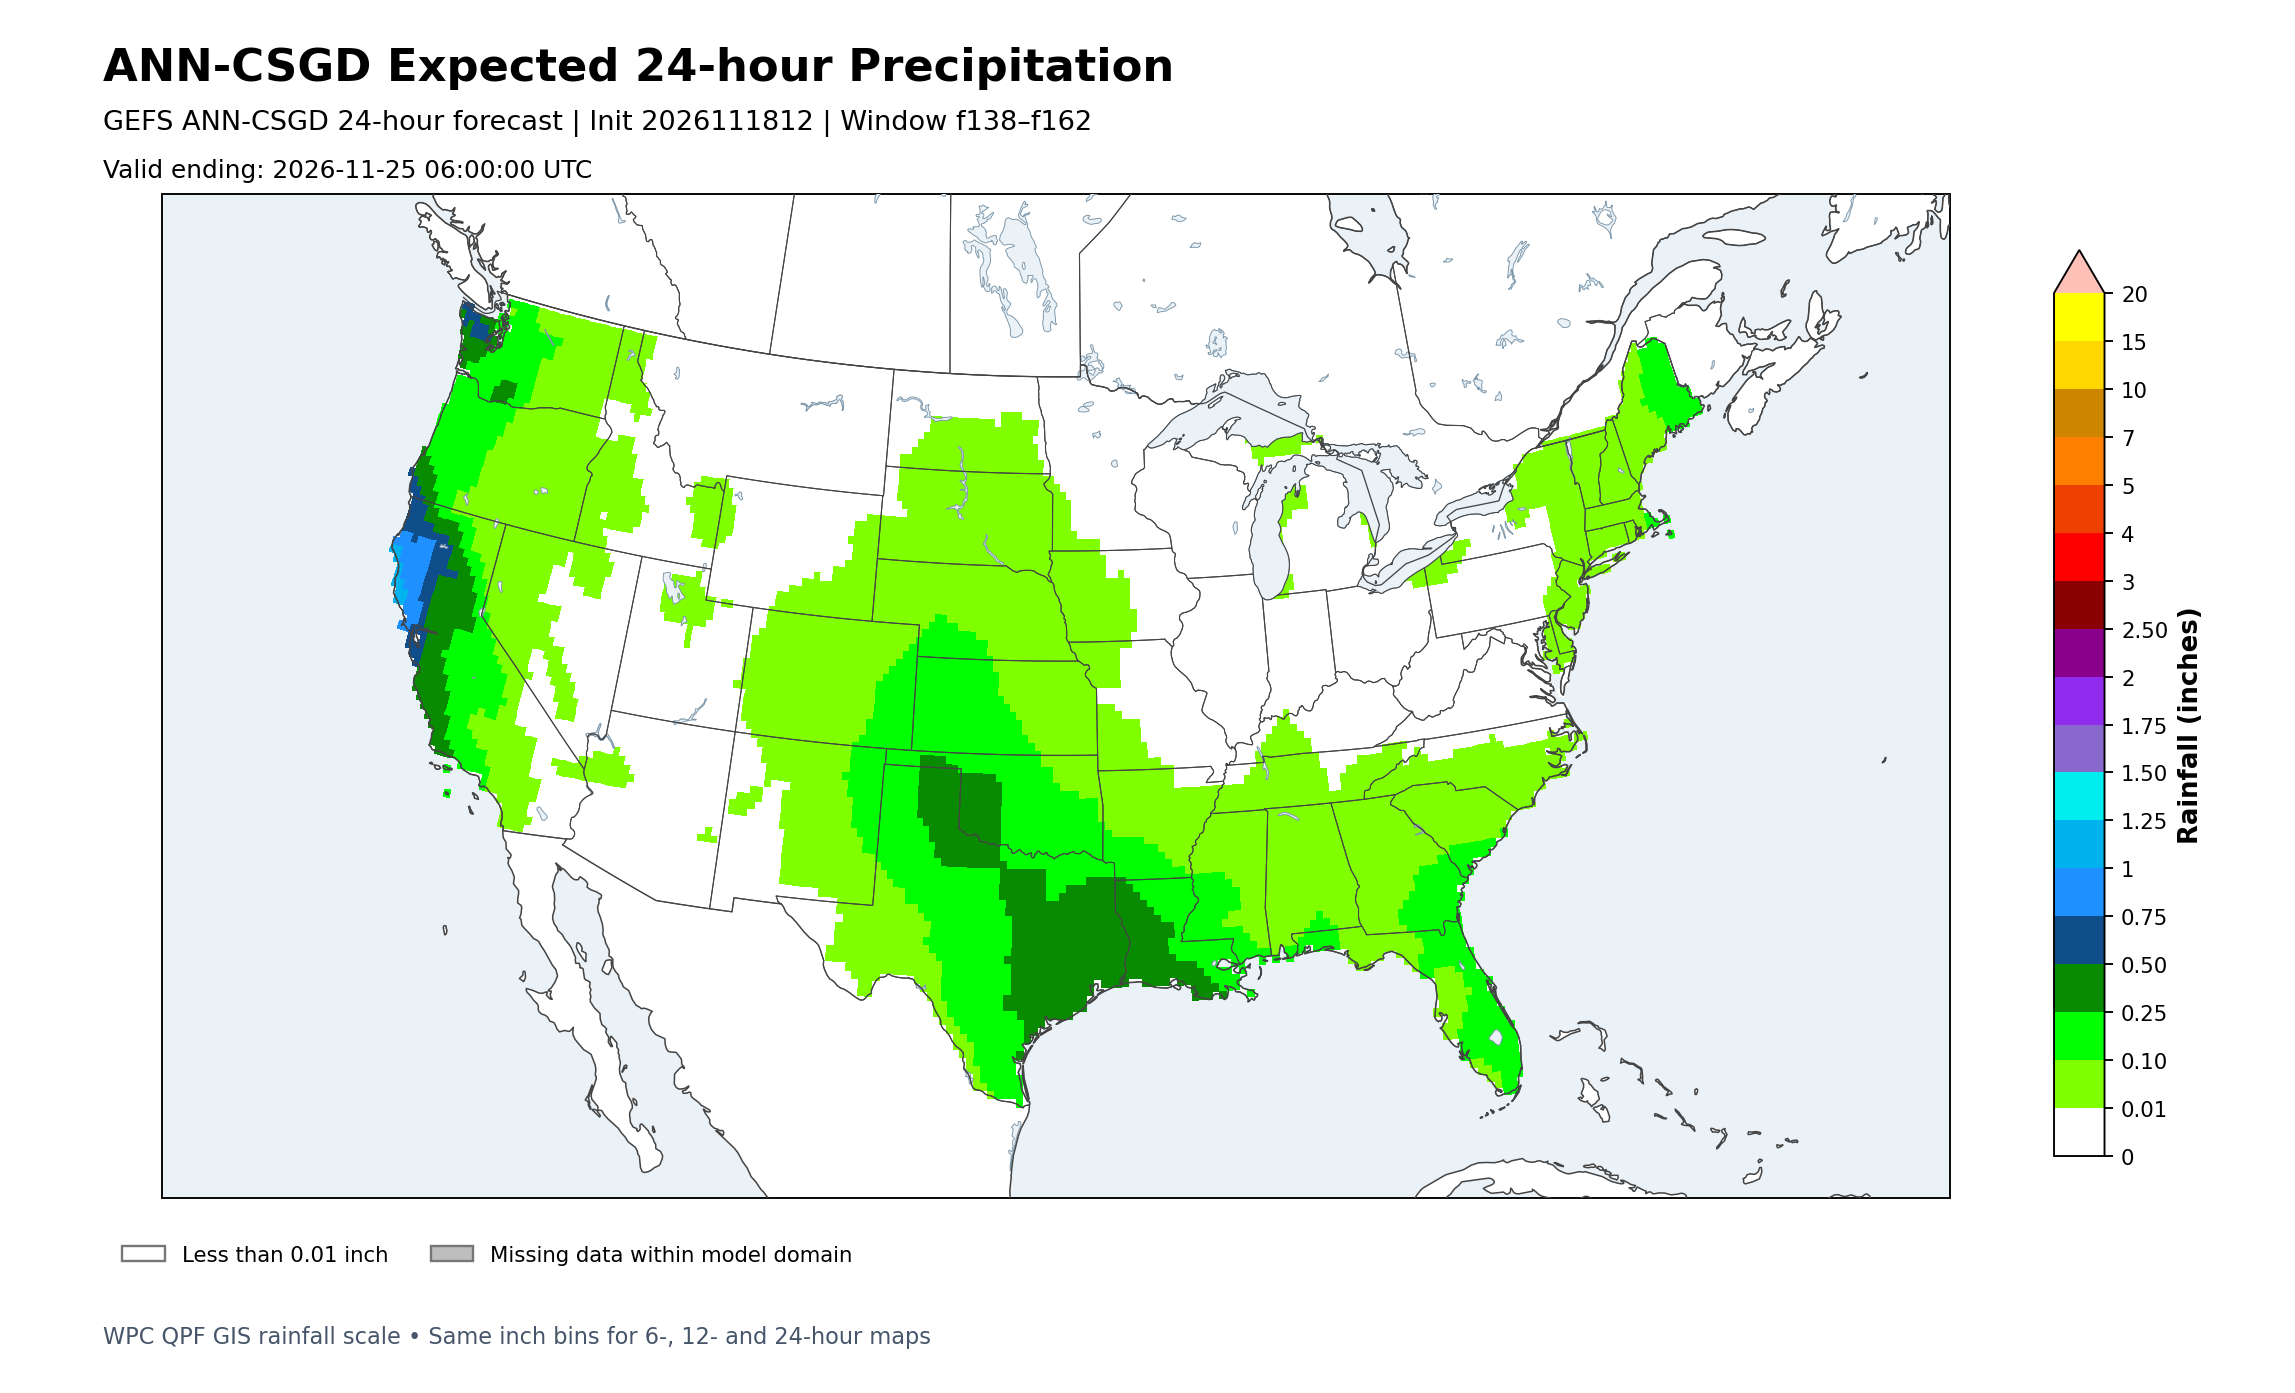 ANN-CSGD Expected 24-hour Precipitation
GEFS ANN-CSGD 24-hour forecast | Init 2026111812 | Window f138–f162
Valid ending: 2026-11-25 06:00:00 UTC
20
15
10
7
5
4
3
2.50
2
1.75
1.50
1.25
1
0.75
0.50
0.25
0.10
0.01
0
Rainfall (inches)
Less than 0.01 inch
Missing data within model domain
WPC QPF GIS rainfall scale • Same inch bins for 6-, 12- and 24-hour maps